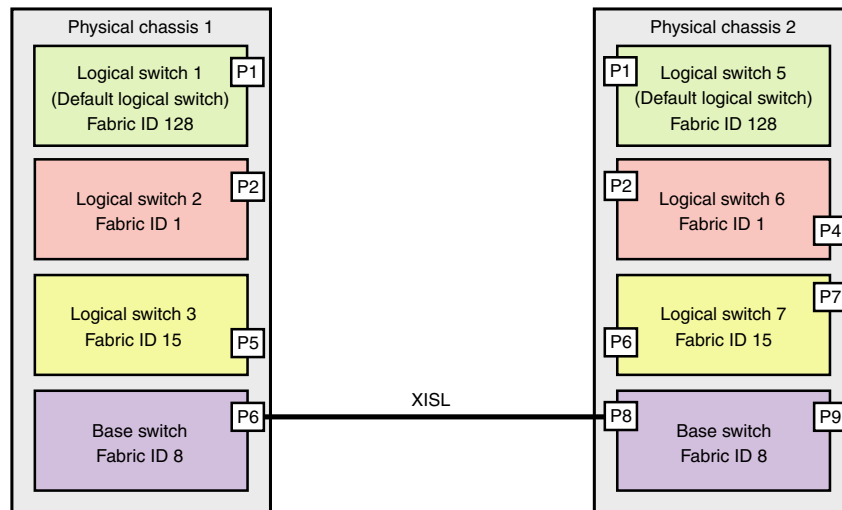 Physical chassis 1
Logical switch 1
(Default logical switch)
Fabric ID 128
P1
Logical switch 2
Fabric ID 1
P2
Logical switch 3
Fabric ID 15
P5
Base switch
Fabric ID 8
P6
XISL
Physical chassis 2
P1
Logical switch 5
(Default logical switch)
Fabric ID 128
P2
Logical switch 6
Fabric ID 1
P4
Logical switch 7
Fabric ID 15
P7
P6
P8
Base switch
Fabric ID 8
P9